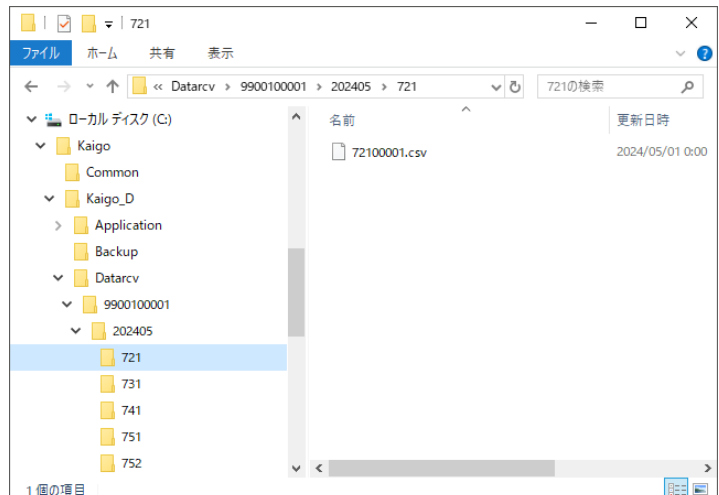 721
ファイル ホーム 共有 表示
« Datarcv › 9900100001 › 202405 › 721 721の検索
ローカル ディスク (C:)
Kaigo
Common
Kaigo_D
Application
Backup
Datarcv
9900100001
202405
721
731
741
751
752
名前 更新日時
72100001.csv 2024/05/01 0:00
1 個の項目